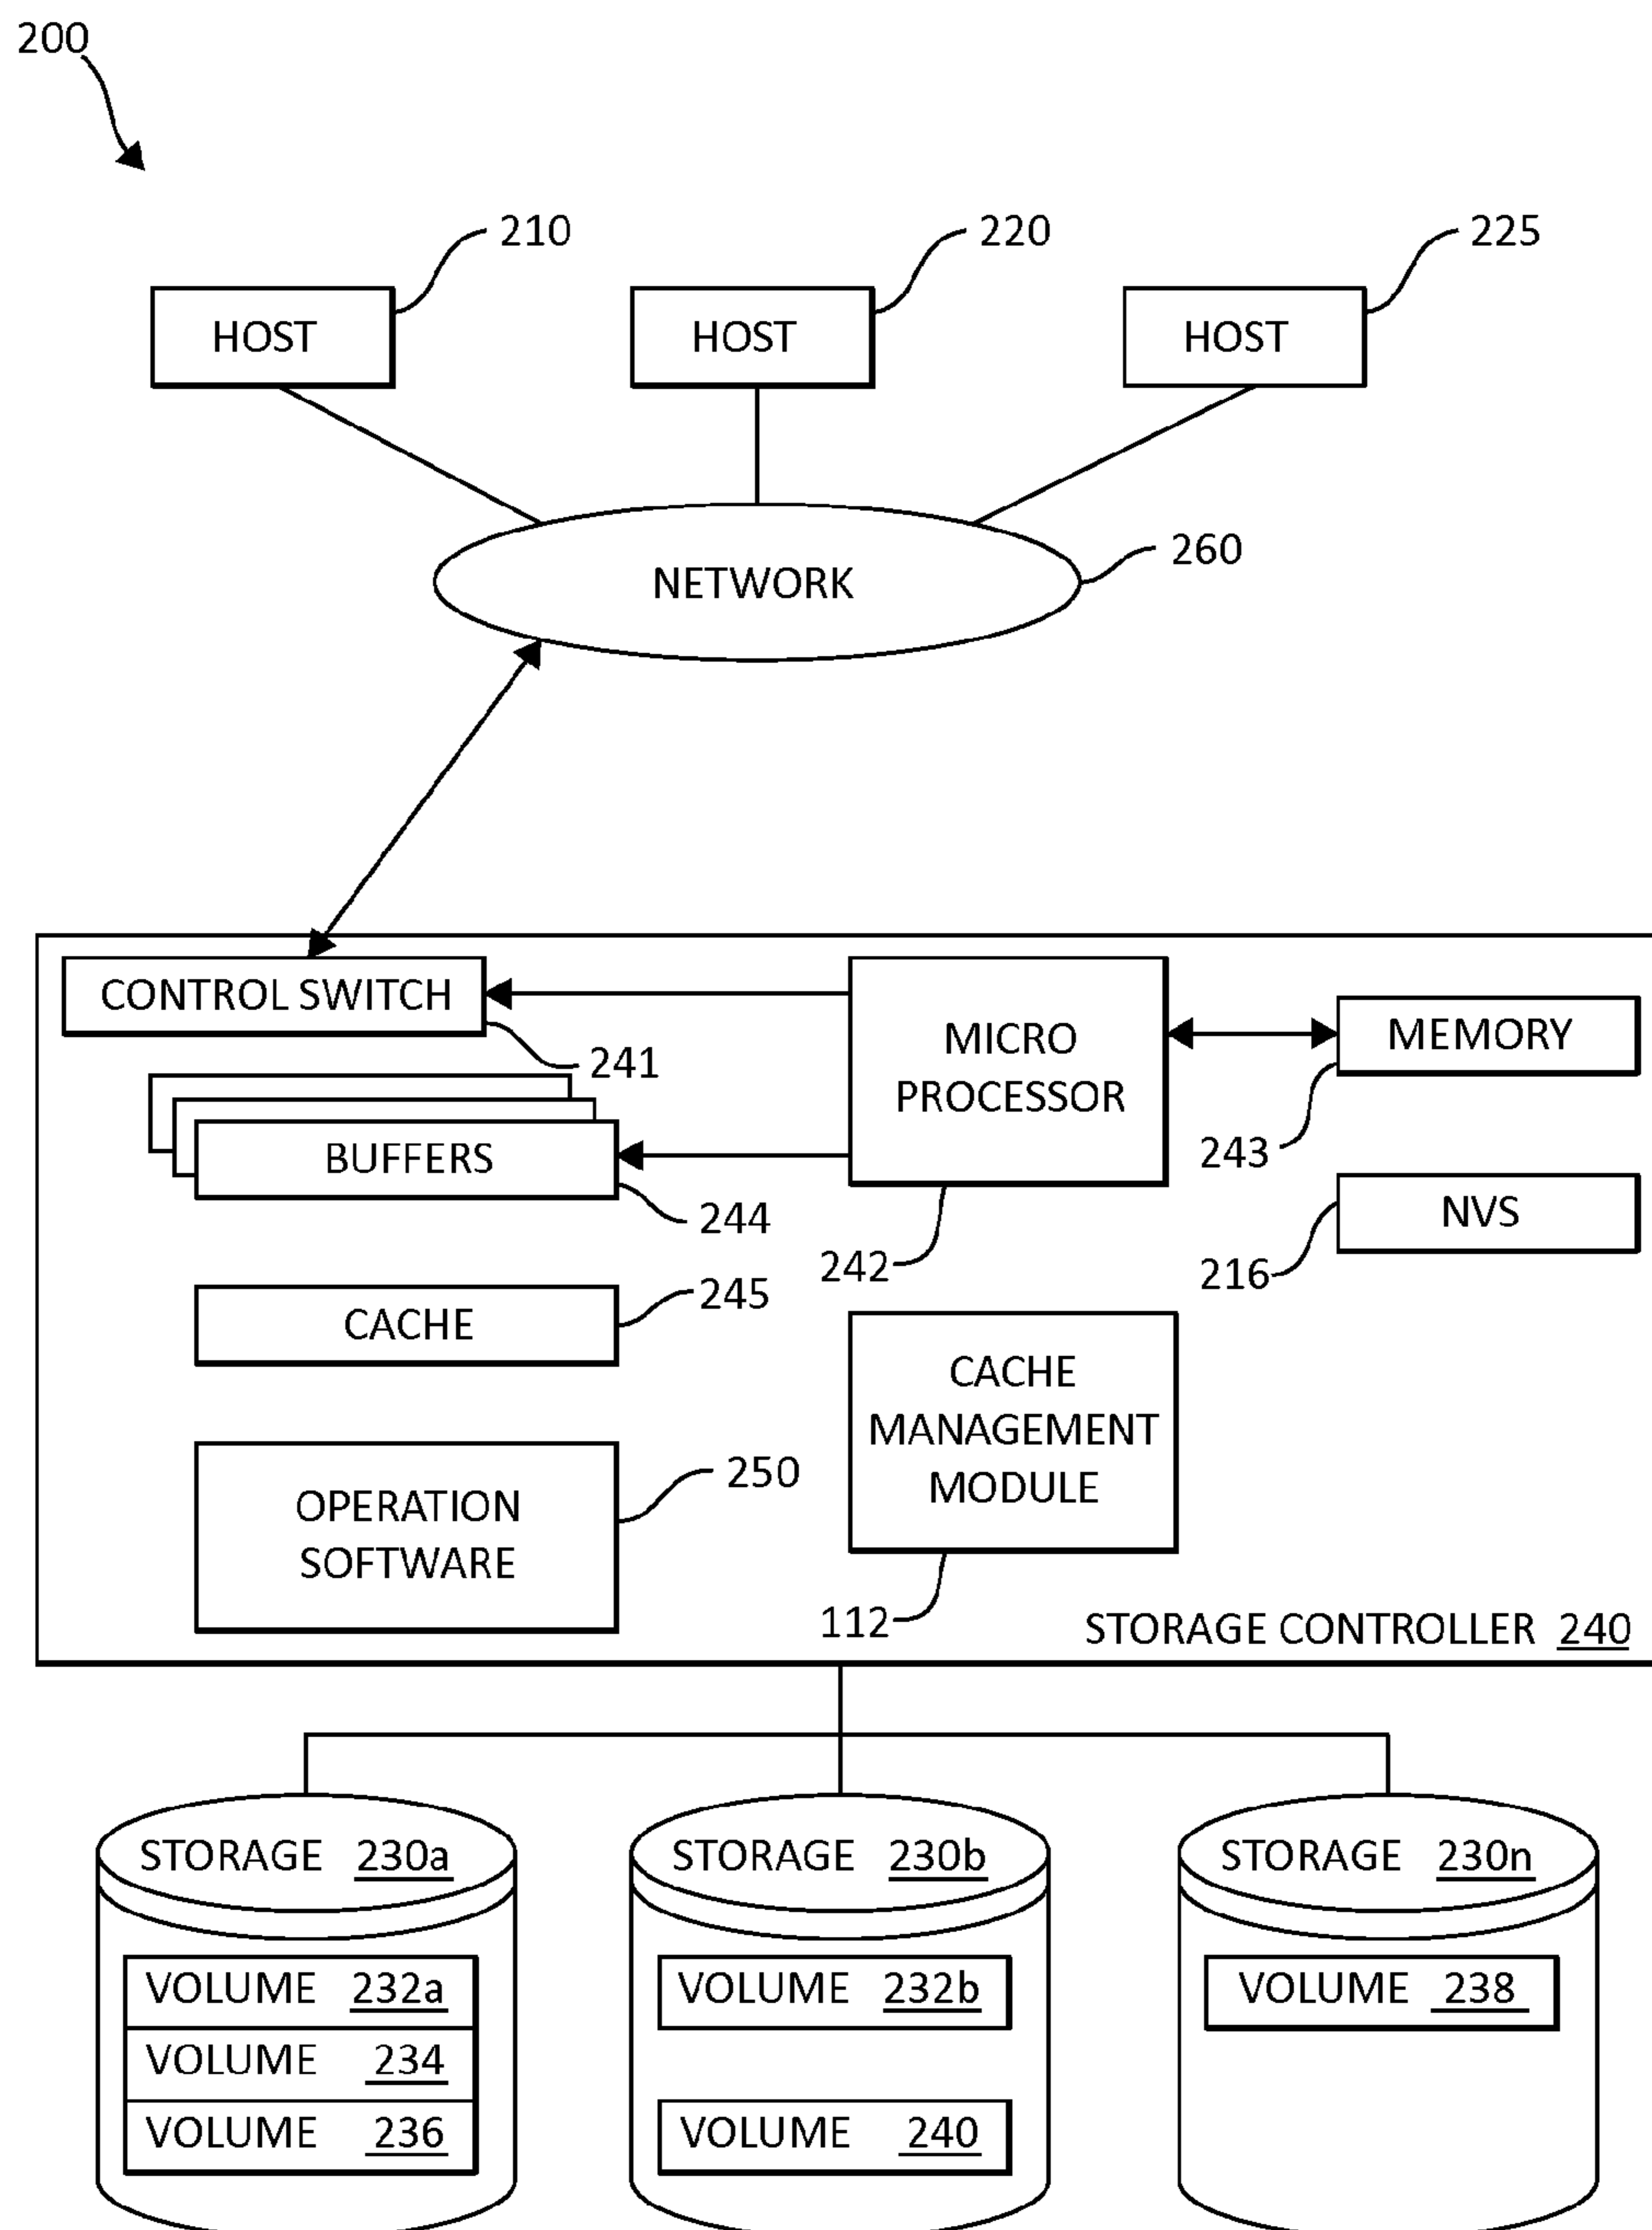 200
210
220
225
HOST
HOST
HOST
260
NETWORK
CONTROL SWITCH
MICRO
PROCESSOR
MEMORY
241
243
BUFFERS
244
242
NVS
216
245
CACHE
CACHE
MANAGEMENT
MODULE
250
OPERATION
SOFTWARE
112
STORAGE CONTROLLER 240
STORAGE 230a
STORAGE 230b
STORAGE 230n
VOLUME 232a
VOLUME 232b
VOLUME 238
VOLUME 234
VOLUME 236
VOLUME 240